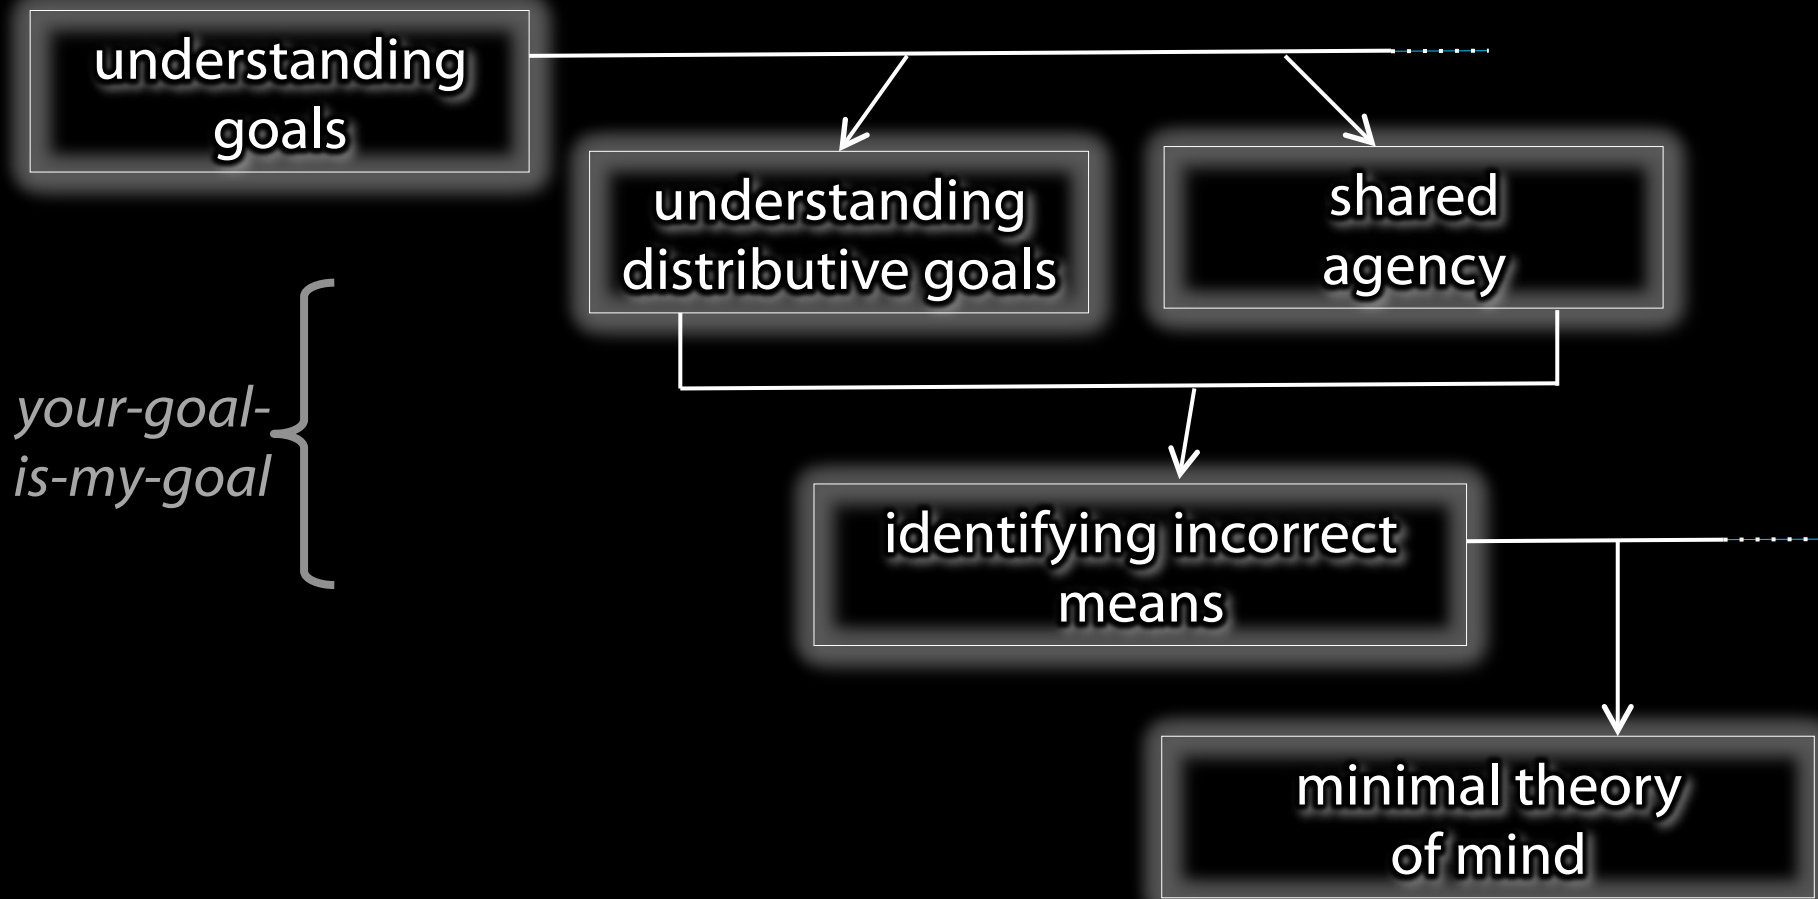 understanding
goals
understanding
distributive goals
shared
agency
your-goal-
is-my-goal
identifying incorrect
means
minimal theory
of mind